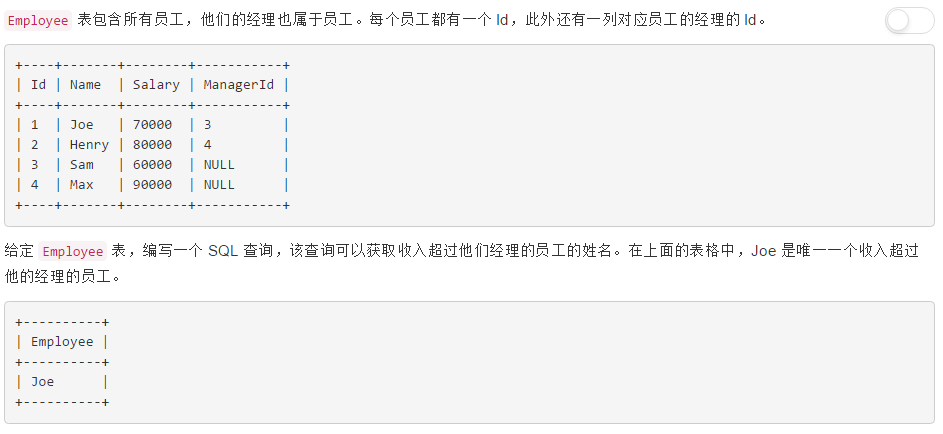 Employee 表包含所有员工，他们的经理也属于员工。每个员工都有一个 Id，此外还有一列对应员工的经理的 Id。
+----+-------+--------+-----------+
| Id | Name  | Salary | ManagerId |
+----+-------+--------+-----------+
| 1  | Joe   | 70000  | 3         |
| 2  | Henry | 80000  | 4         |
| 3  | Sam   | 60000  | NULL      |
| 4  | Max   | 90000  | NULL      |
+----+-------+--------+-----------+
给定 Employee 表，编写一个 SQL 查询，该查询可以获取收入超过他们经理的员工的姓名。在上面的表格中，Joe 是唯一一个收入超过
他的经理的员工。
+----------+
| Employee |
+----------+
| Joe      |
+----------+